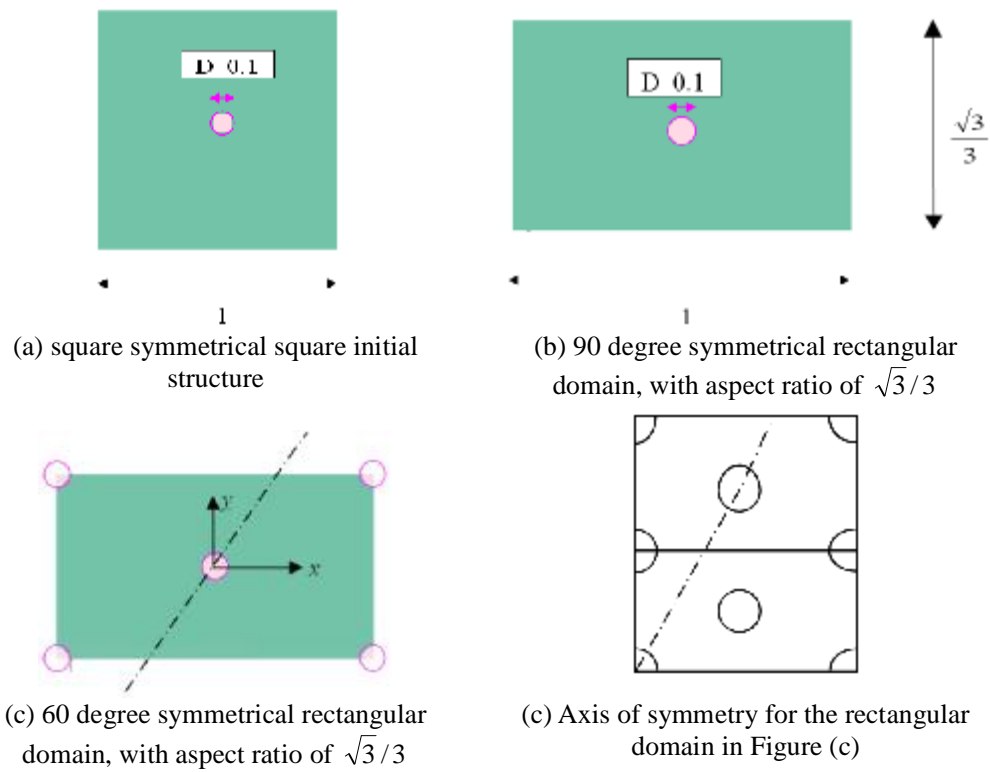 D 0.1
1
(a) square symmetrical square initial
structure
D 0.1
√3/3
1
(b) 90 degree symmetrical rectangular
domain, with aspect ratio of √3/3
y
x
(c) 60 degree symmetrical rectangular
domain, with aspect ratio of √3/3
(c) Axis of symmetry for the rectangular
domain in Figure (c)